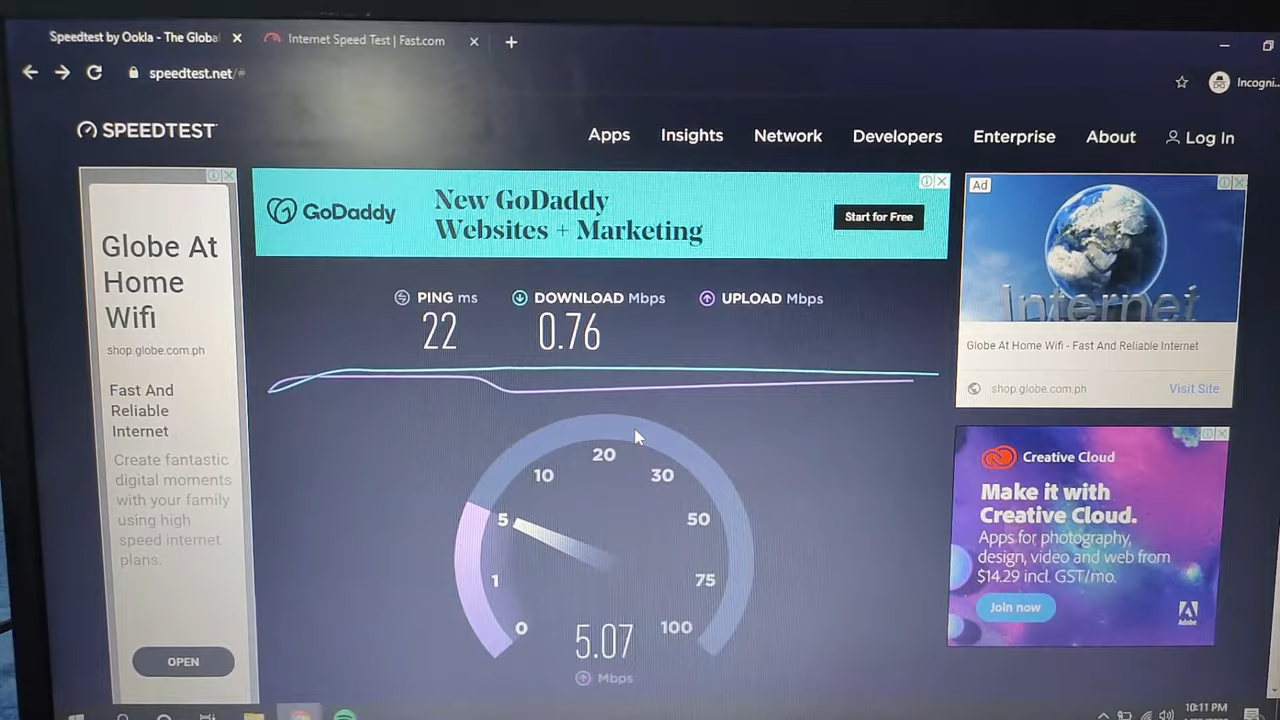 Speedtest by Ookla - The Globa
Internet Speed Test | Fast.com
speedtest.net/#
Incogni...
SPEEDTEST
Apps
Insights
Network
Developers
Enterprise
About
Log In
Globe At
Home
Wifi
shop.globe.com.ph
Fast And
Reliable
Internet
Create fantastic
digital moments
with your family
using high
speed internet
plans.
OPEN
GoDaddy
New GoDaddy
Websites + Marketing
Start for Free
PING ms
22
DOWNLOAD Mbps
0.76
UPLOAD Mbps
0
1
5
10
20
30
50
75
100
5.07
Mbps
Ad
Internet
Globe At Home Wifi - Fast And Reliable Internet
shop.globe.com.ph
Visit Site
Creative Cloud
Make it with
Creative Cloud.
Apps for photography,
design, video and web from
$14.29 incl. GST/mo.
Join now
Adobe
10:11 PM